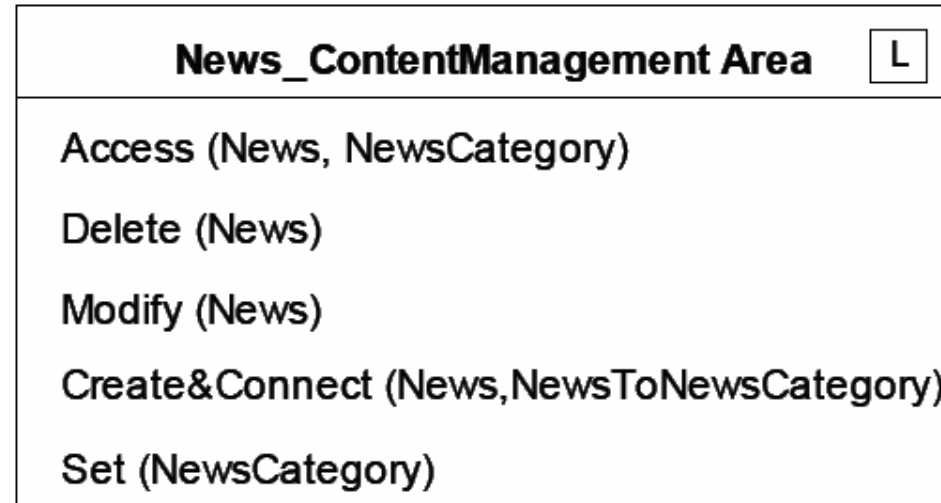 News_ContentManagement Area L
Access (News, NewsCategory)
Delete (News)
Modify (News)
Create&Connect (News,NewsToNewsCategory)
Set (NewsCategory)